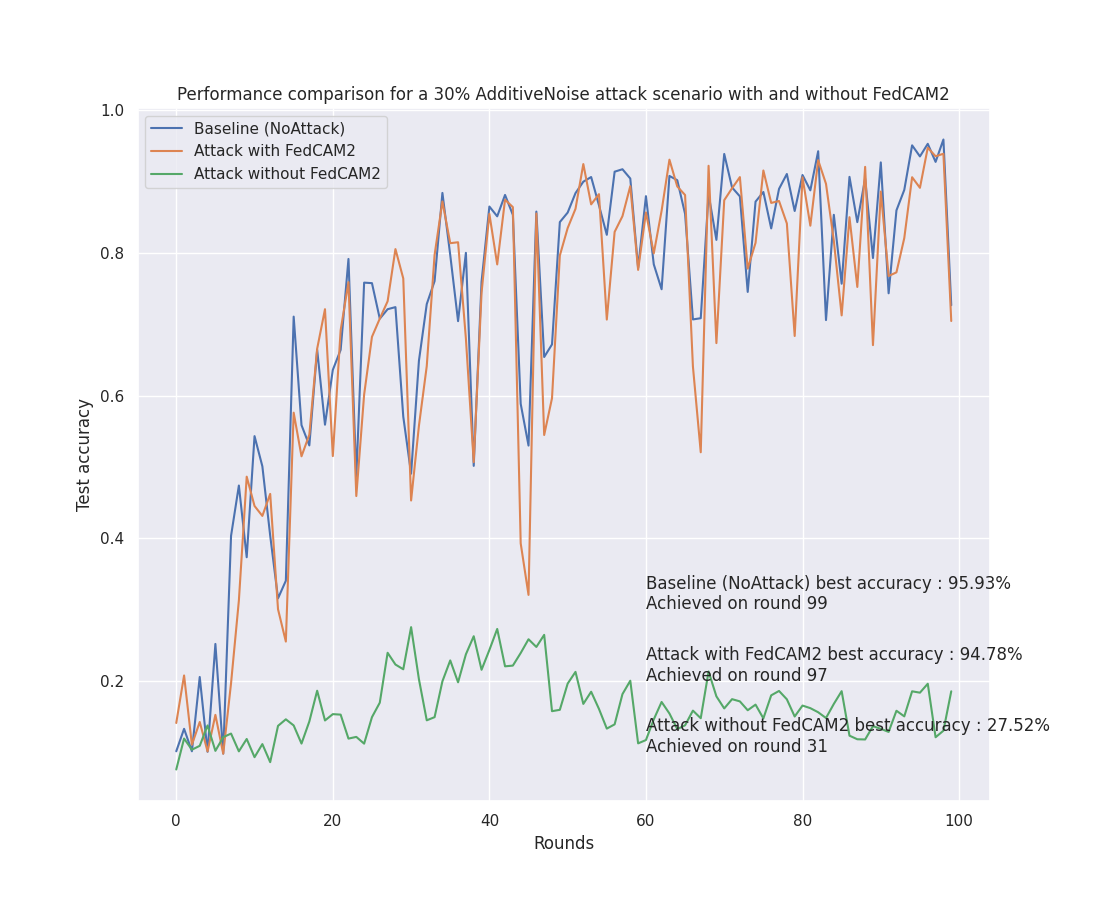 Performance comparison for a 30% AdditiveNoise attack scenario with and without FedCAM2
1.0
Baseline (NoAttack)
Attack with FedCAM2
Attack without FedCAM2
0.8
0.6
0.4
0.2
Test accuracy
Baseline (NoAttack) best accuracy : 95.93%
Achieved on round 99
Attack with FedCAM2 best accuracy : 94.78%
Achieved on round 97
Attack without FedCAM2 best accuracy : 27.52%
Achieved on round 31
0 20 40 60 80 100
Rounds